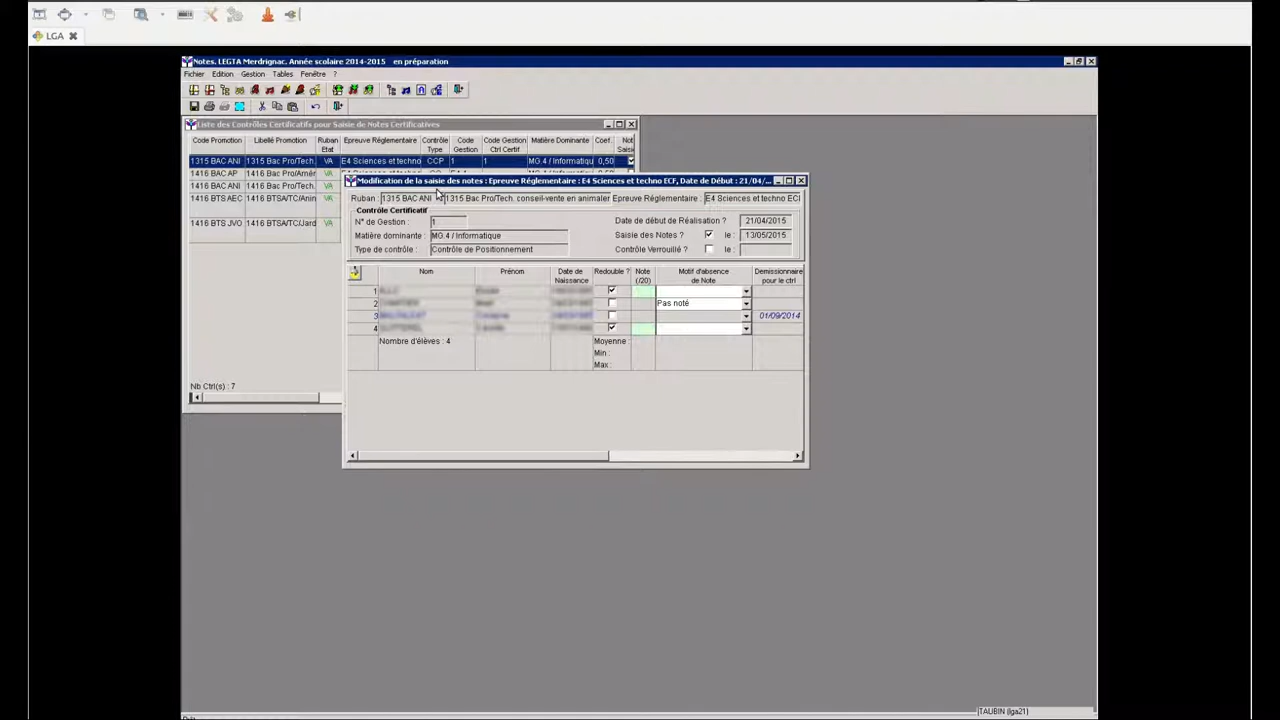 LGA
Notes. LEGTA Merdrignac. Année scolaire 2014-2015 en préparation
Fichier Edition Gestion Tables Fenêtre ?
Liste des Contrôles Certificatifs pour Saisie de Notes Certificatives
Code Promotion Libellé Promotion Ruban Etat Epreuve Réglementaire Contrôle Type Code Gestion Code Gestion Ctrl Certif. Matière Dominante Coef. Not Saisi
1315 BAC ANI 1315 Bac Pro/Tech. VA E4 Sciences et techno CCP 1 1 MG.4 / Informatiqu 0,50
1416 BAC AP 1416 Bac Pro/Amér VA
1416 BAC ANI 1416 Bac Pro/Tech. VA
1416 BTS AEC 1416 BTSA/TC/Anin VA
1416 BTS JVO 1416 BTSA/TC/Jard VA
Nb Ctrl(s) : 7
Modification de la saisie des notes : Epreuve Réglementaire : E4 Sciences et techno ECF, Date de Début : 21/04/...
Ruban : 1315 BAC ANI 1315 Bac Pro/Tech. conseil-vente en animaler Epreuve Réglementaire : E4 Sciences et techno ECI
Contrôle Certificatif
N° de Gestion : 1
Matière dominante : MG.4 / Informatique
Type de contrôle : Contrôle de Positionnement
Date de début de Réalisation ? 21/04/2015
Saisie des Notes ? le : 13/05/2015
Contrôle Verrouillé ? le :
Nom Prénom Date de Naissance Redouble ? Note (/20) Motif d'absence de Note Demissionnaire pour le ctrl
1
2 Pas noté
3 01/09/2014
4
Nombre d'élèves : 4 Moyenne :
Min :
Max :
TAUBIN (lga21)